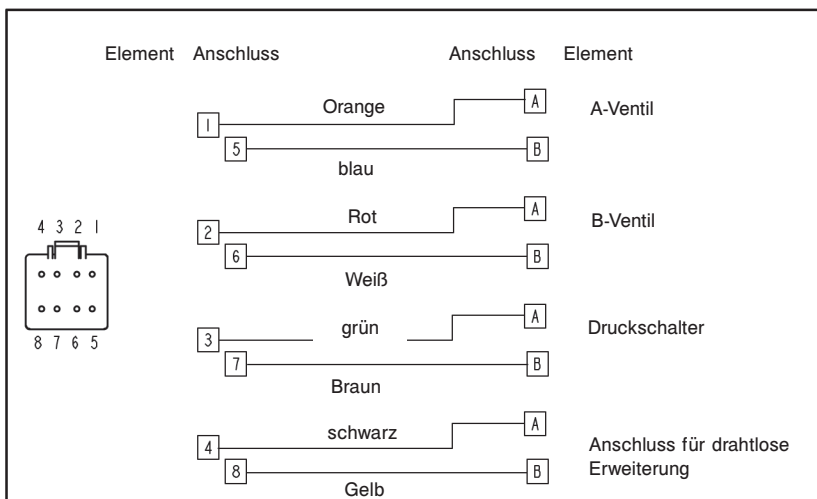 Element Anschluss Anschluss Element
Orange A A-Ventil
1
5 B
blau
Rot A B-Ventil
2
6 B
Weiß
4 3 2 1
8 7 6 5
grün A Druckschalter
3
7 B
Braun
schwarz A
4 Anschluss für drahtlose
8 B Erweiterung
Gelb